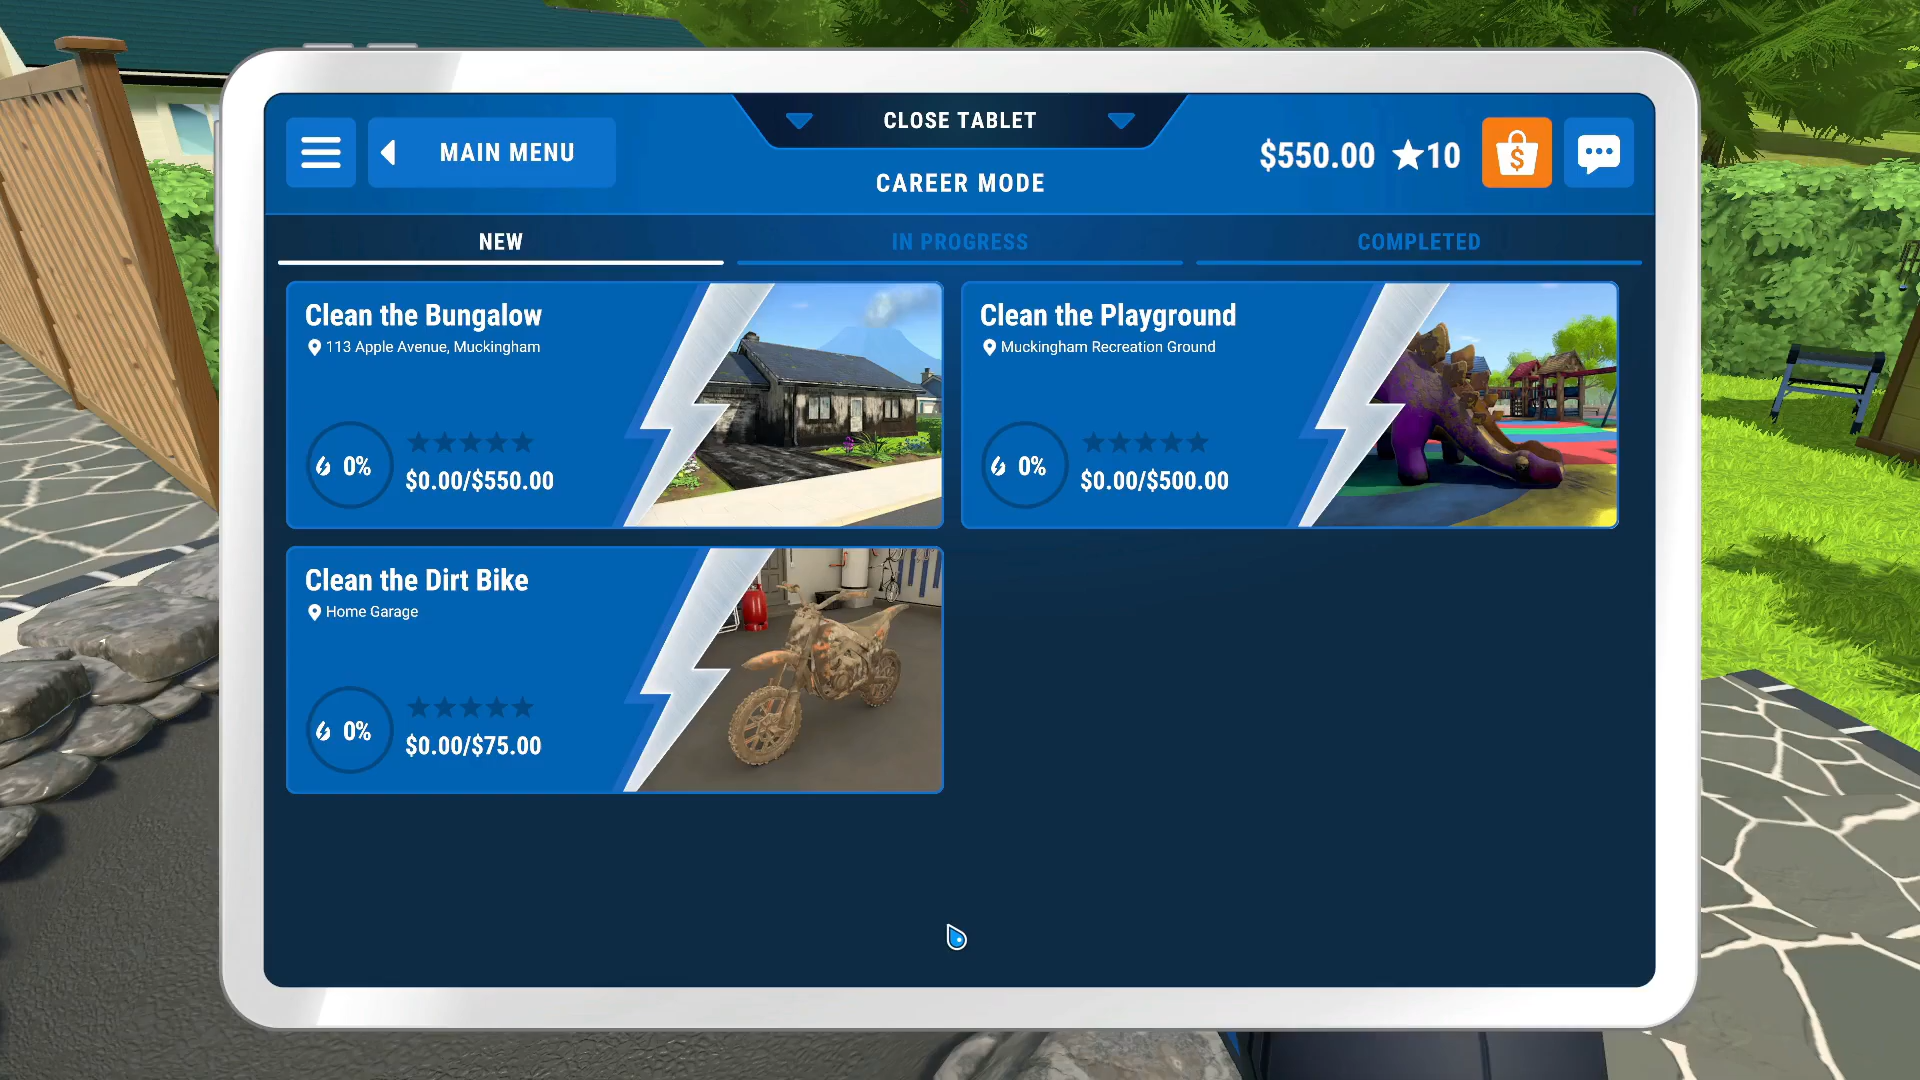 CLOSE TABLET
MAIN MENU
CAREER MODE
$550.00 ★10
NEW
IN PROGRESS
COMPLETED
Clean the Bungalow
113 Apple Avenue, Muckingham
0%
$0.00/$550.00
Clean the Playground
Muckingham Recreation Ground
0%
$0.00/$500.00
Clean the Dirt Bike
Home Garage
0%
$0.00/$75.00